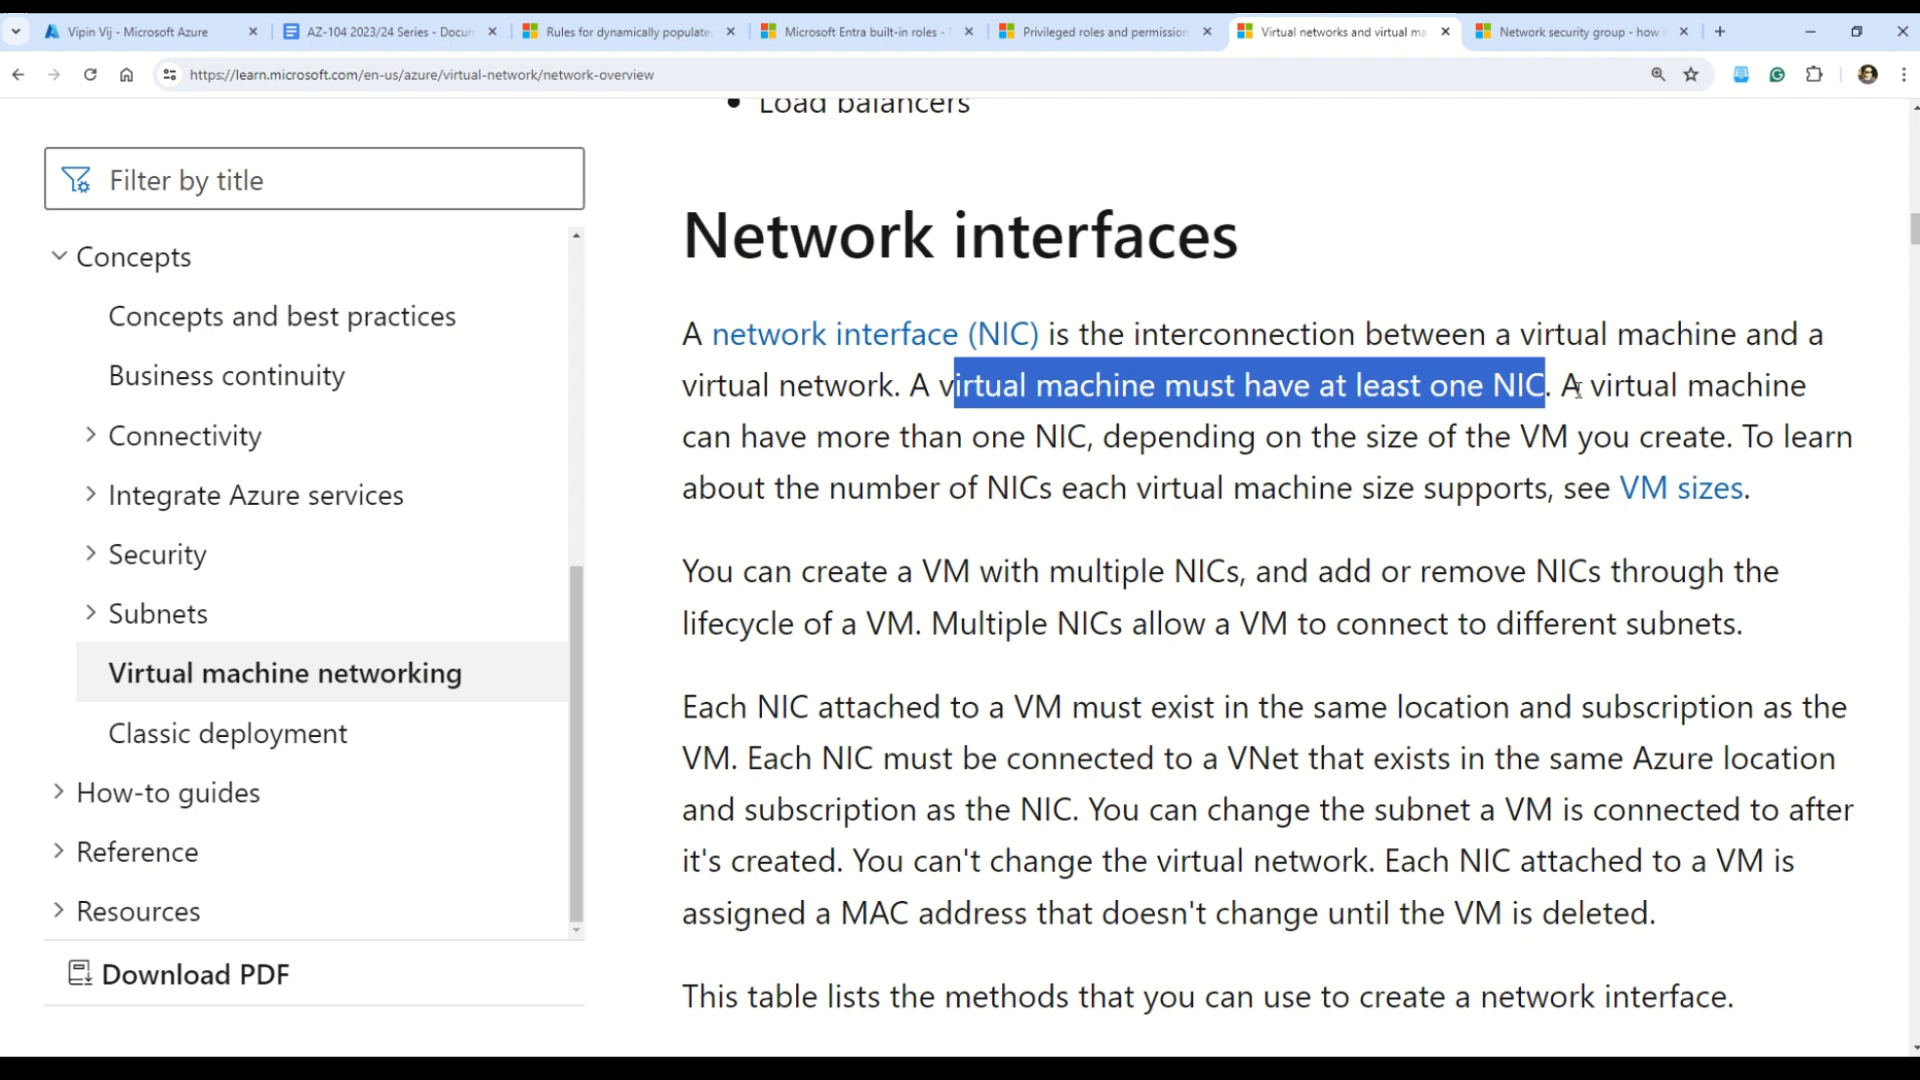 Vipin Vij - Microsoft Azure
AZ-104 2023/24 Series - Docum
Rules for dynamically populate
Microsoft Entra built-in roles -
Privileged roles and permission
Virtual networks and virtual ma
Network security group - how
https://learn.microsoft.com/en-us/azure/virtual-network/network-overview
Load balancers
Filter by title
Concepts
Concepts and best practices
Business continuity
Connectivity
Integrate Azure services
Security
Subnets
Virtual machine networking
Classic deployment
How-to guides
Reference
Resources
Download PDF
Network interfaces
A network interface (NIC) is the interconnection between a virtual machine and a
virtual network. A virtual machine must have at least one NIC. A virtual machine
can have more than one NIC, depending on the size of the VM you create. To learn
about the number of NICs each virtual machine size supports, see VM sizes.
You can create a VM with multiple NICs, and add or remove NICs through the
lifecycle of a VM. Multiple NICs allow a VM to connect to different subnets.
Each NIC attached to a VM must exist in the same location and subscription as the
VM. Each NIC must be connected to a VNet that exists in the same Azure location
and subscription as the NIC. You can change the subnet a VM is connected to after
it's created. You can't change the virtual network. Each NIC attached to a VM is
assigned a MAC address that doesn't change until the VM is deleted.
This table lists the methods that you can use to create a network interface.